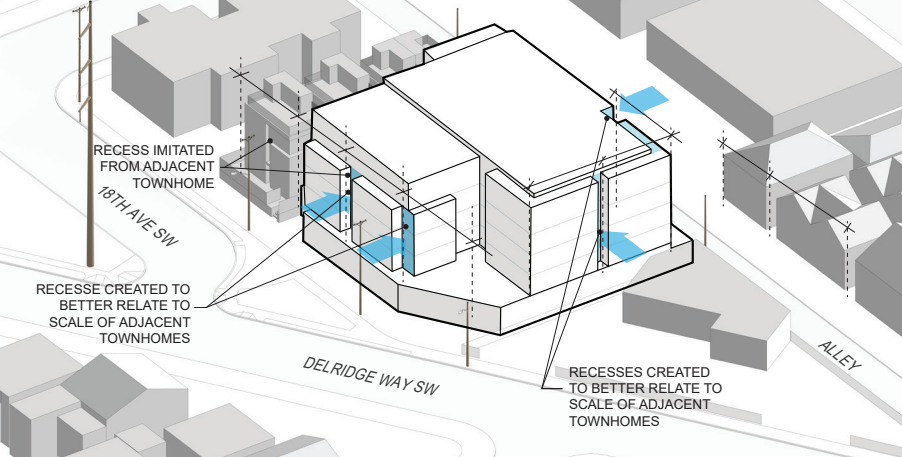 RECESS IMITATED
FROM ADJACENT
TOWNHOME
18TH AVE SW
RECESSE CREATED TO
BETTER RELATE TO
SCALE OF ADJACENT
TOWNHOMES
DELRIDGE WAY SW
ALLEY
RECESSES CREATED
TO BETTER RELATE TO
SCALE OF ADJACENT
TOWNHOMES